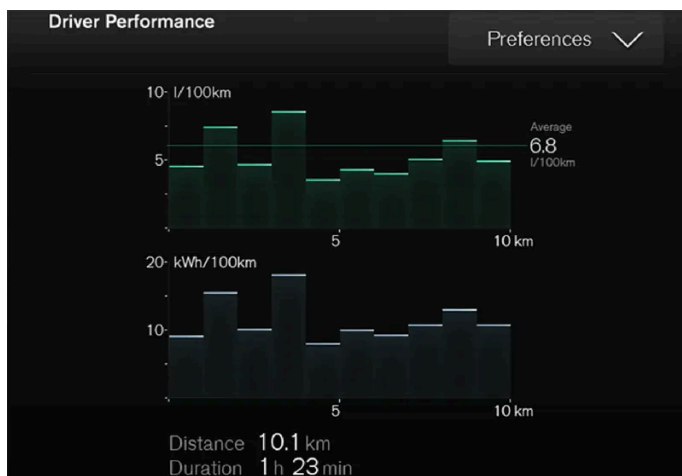 Driver Performance
Preferences
10- l/100km
Average
6.8
l/100km
5-
5
10 km
20- kWh/100km
10-
5
10 km
Distance 10.1 km
Duration 1 h 23 min